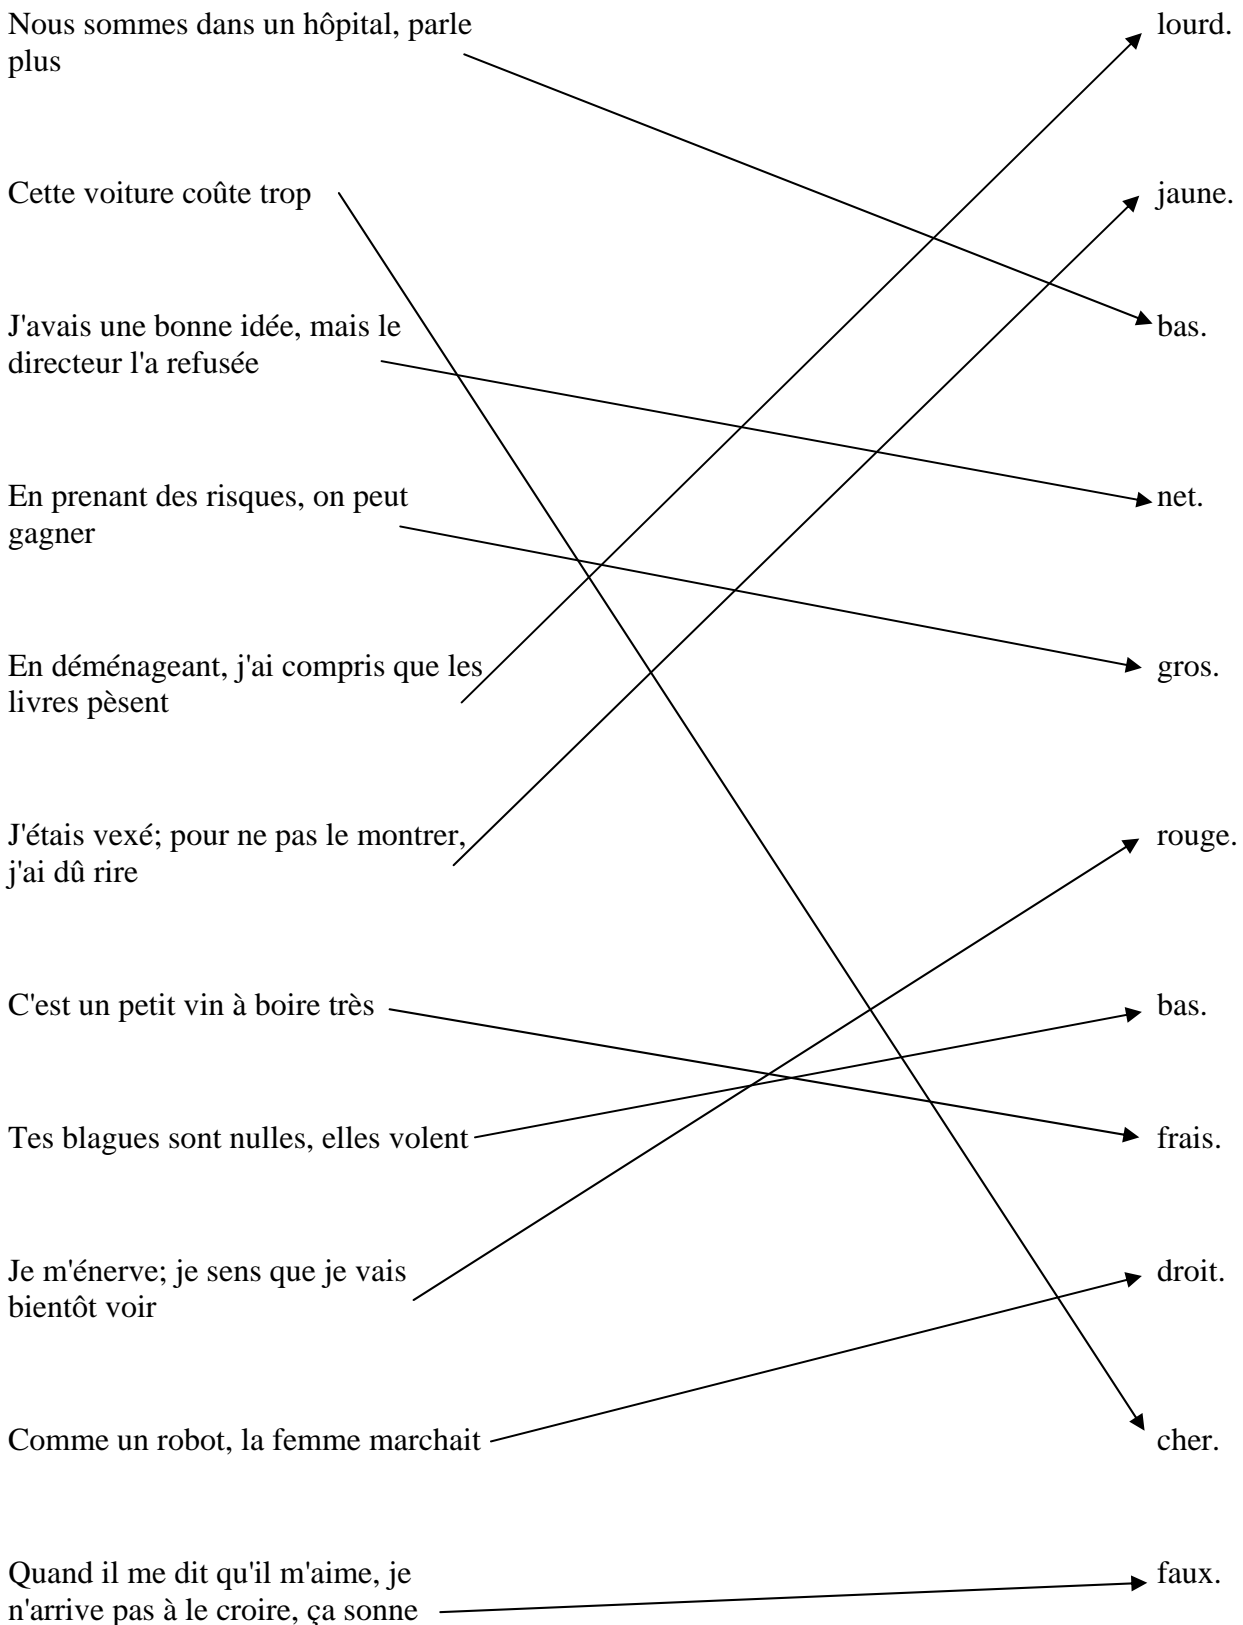 Nous sommes dans un hôpital, parle
plus
lourd.
Cette voiture coûte trop
jaune.
J'avais une bonne idée, mais le
directeur l'a refusée
bas.
En prenant des risques, on peut
gagner
net.
En déménageant, j'ai compris que les
livres pèsent
gros.
J'étais vexé; pour ne pas le montrer,
j'ai dû rire
rouge.
C'est un petit vin à boire très
bas.
Tes blagues sont nulles, elles volent
frais.
Je m'énerve; je sens que je vais
bientôt voir
droit.
Comme un robot, la femme marchait
cher.
Quand il me dit qu'il m'aime, je
n'arrive pas à le croire, ça sonne
faux.